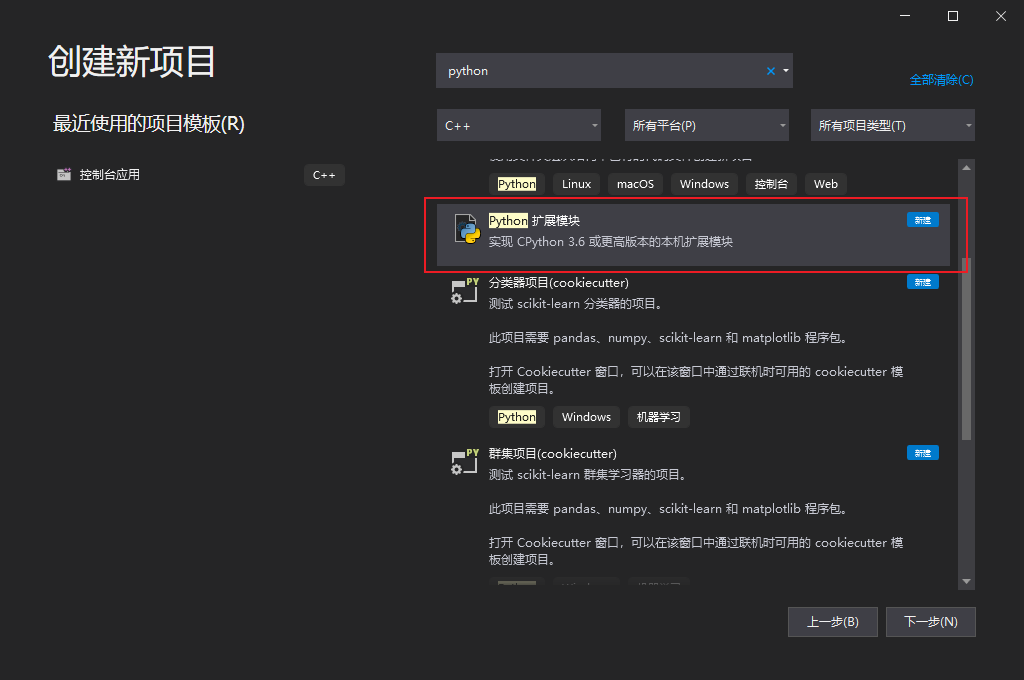 创建新项目
最近使用的项目模板(R)
控制台应用
C++
python
全部清除(C)
C++
所有平台(P)
所有项目类型(T)
Python
Linux
macOS
Windows
控制台
Web
Python 扩展模块
新建
实现 CPython 3.6 或更高版本的本机扩展模块
分类器项目(cookiecutter)
新建
测试 scikit-learn 分类器的项目。
此项目需要 pandas、numpy、scikit-learn 和 matplotlib 程序包。
打开 Cookiecutter 窗口，可以在该窗口中通过联机时可用的 cookiecutter 模
板创建项目。
Python
Windows
机器学习
群集项目(cookiecutter)
新建
测试 scikit-learn 群集学习器的项目。
此项目需要 pandas、numpy、scikit-learn 和 matplotlib 程序包。
打开 Cookiecutter 窗口，可以在该窗口中通过联机时可用的 cookiecutter 模
板创建项目。
上一步(B)
下一步(N)